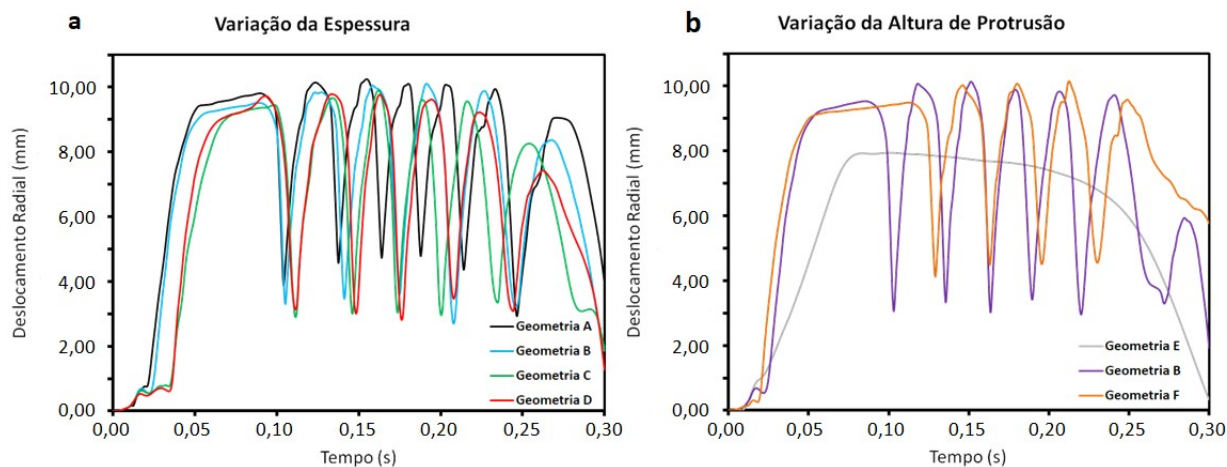 a
Variação da Espessura
Deslocamento Radial (mm)
10,00
8,00
6,00
4,00
2,00
0,00
Geometria A
Geometria B
Geometria C
Geometria D
0,00 0,05 0,10 0,15 0,20 0,25 0,30
Tempo (s)
b
Variação da Altura de Protrusão
Deslocamento Radial (mm)
10,00
8,00
6,00
4,00
2,00
0,00
Geometria E
Geometria B
Geometria F
0,00 0,05 0,10 0,15 0,20 0,25 0,30
Tempo (s)